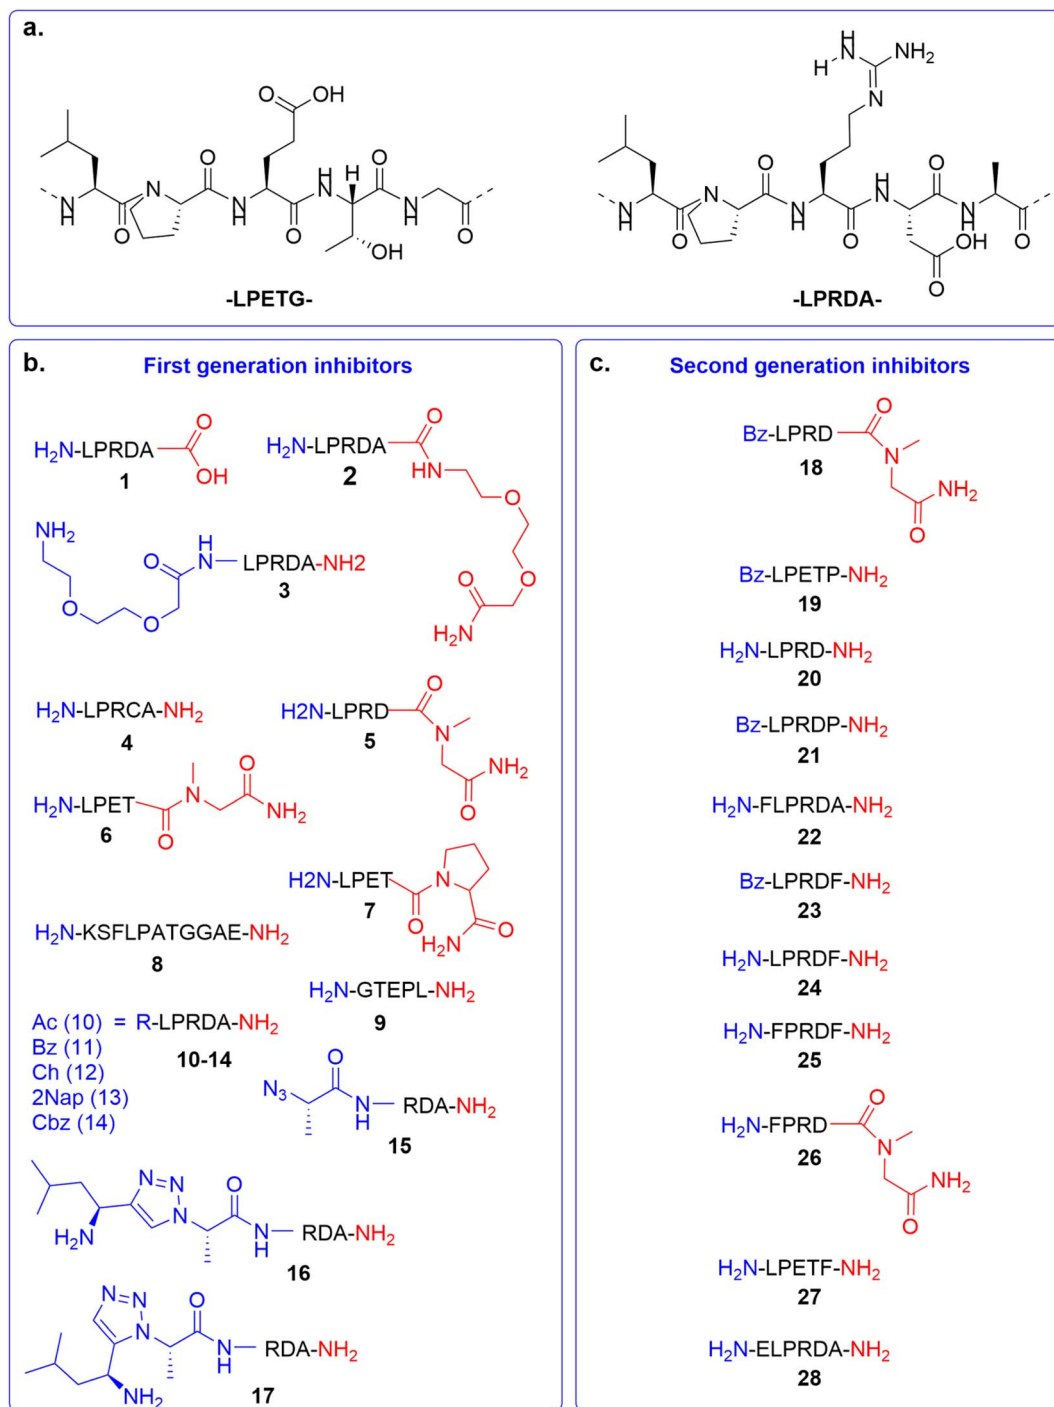 a.
-LPETG-
-LPRDA-
b.
First generation inhibitors
H₂N-LPRDA
O
OH
1
H₂N-LPRDA
O
HN
O
O
O
H₂N
2
NH₂
O
O
O
H
N
LPRDA-NH2
3
H₂N-LPRCA-NH₂
4
H2N-LPRD
O
N
NH₂
O
5
H₂N-LPET
O
N
O
NH₂
6
H2N-LPET
O
N
H₂N
O
7
H₂N-KSFLPATGGAE-NH₂
8
H₂N-GTEPL-NH₂
9
Ac (10) = R-LPRDA-NH₂
Bz (11)
Ch (12)
2Nap (13)
Cbz (14)
10-14
N₃
O
N
H
RDA-NH₂
15
H₂N
N=N
N
O
N
H
RDA-NH₂
16
N=N
N
O
H
N
RDA-NH₂
NH₂
17
c.
Second generation inhibitors
Bz-LPRD
O
N
NH₂
O
18
Bz-LPETP-NH₂
19
H₂N-LPRD-NH₂
20
Bz-LPRDP-NH₂
21
H₂N-FLPRDA-NH₂
22
Bz-LPRDF-NH₂
23
H₂N-LPRDF-NH₂
24
H₂N-FPRDF-NH₂
25
H₂N-FPRD
O
N
NH₂
O
26
H₂N-LPETF-NH₂
27
H₂N-ELPRDA-NH₂
28